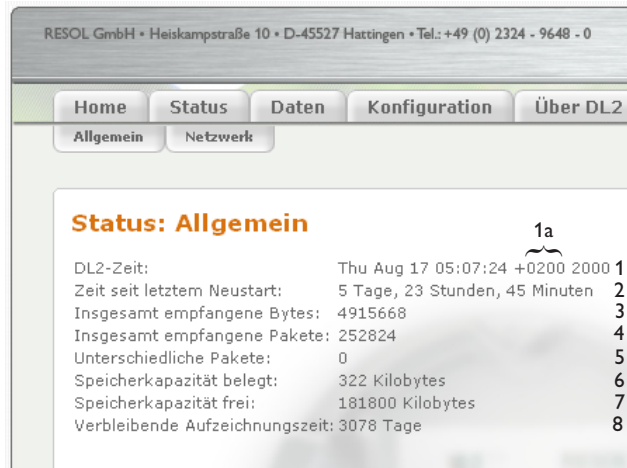 RESOL GmbH • Heiskampstraße 10 • D-45527 Hattingen • Tel.: +49 (0) 2324 - 9648 - 0
Home Status Daten Konfiguration Über DL2
Allgemein Netzwerk
Status: Allgemein
1a
DL2-Zeit: Thu Aug 17 05:07:24 +0200 2000 1
Zeit seit letztem Neustart: 5 Tage, 23 Stunden, 45 Minuten 2
Insgesamt empfangene Bytes: 4915668 3
Insgesamt empfangene Pakete: 252824 4
Unterschiedliche Pakete: 0 5
Speicherkapazität belegt: 322 Kilobytes 6
Speicherkapazität frei: 181800 Kilobytes 7
Verbleibende Aufzeichnungszeit: 3078 Tage 8